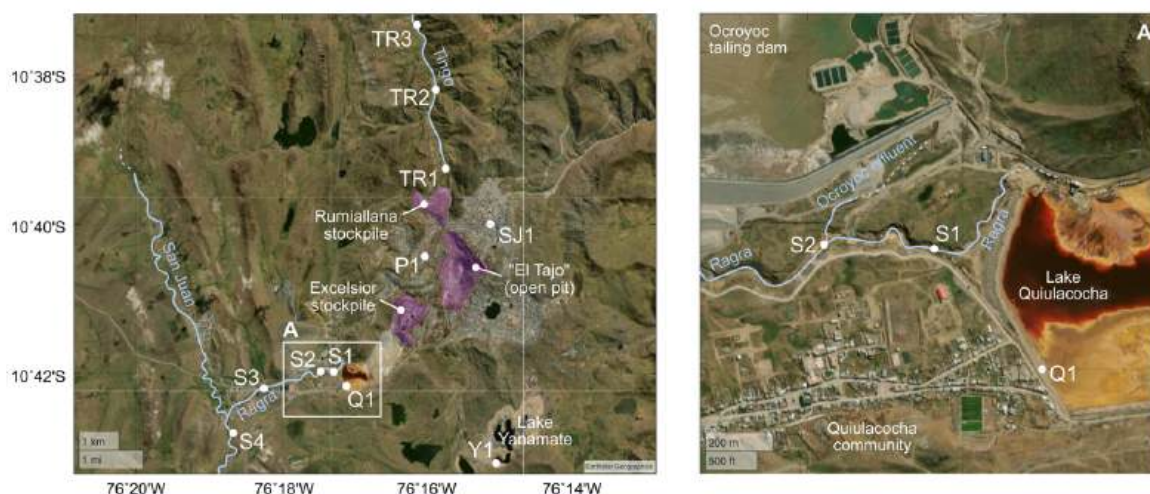 TR3
Tingo
10°38'S
TR2
TR1
Rumiallana
stockpile
SJ1
10°40'S
P1
"El Tajo"
(open pit)
San Juan
Excelsior
stockpile
A
S2
S1
S3
10°42'S
Q1
Ragra
S4
Lake
Yanamate
Y1
1 km
1 mi
Earthstar Geographics
76°20'W
76°18'W
76°16'W
76°14'W
Ocroyoc
tailing dam
A
Ocroyoc effluent
S2
S1
Ragra
Ragra
Lake
Quiulacocha
Q1
Quiulacocha
community
200 m
500 ft